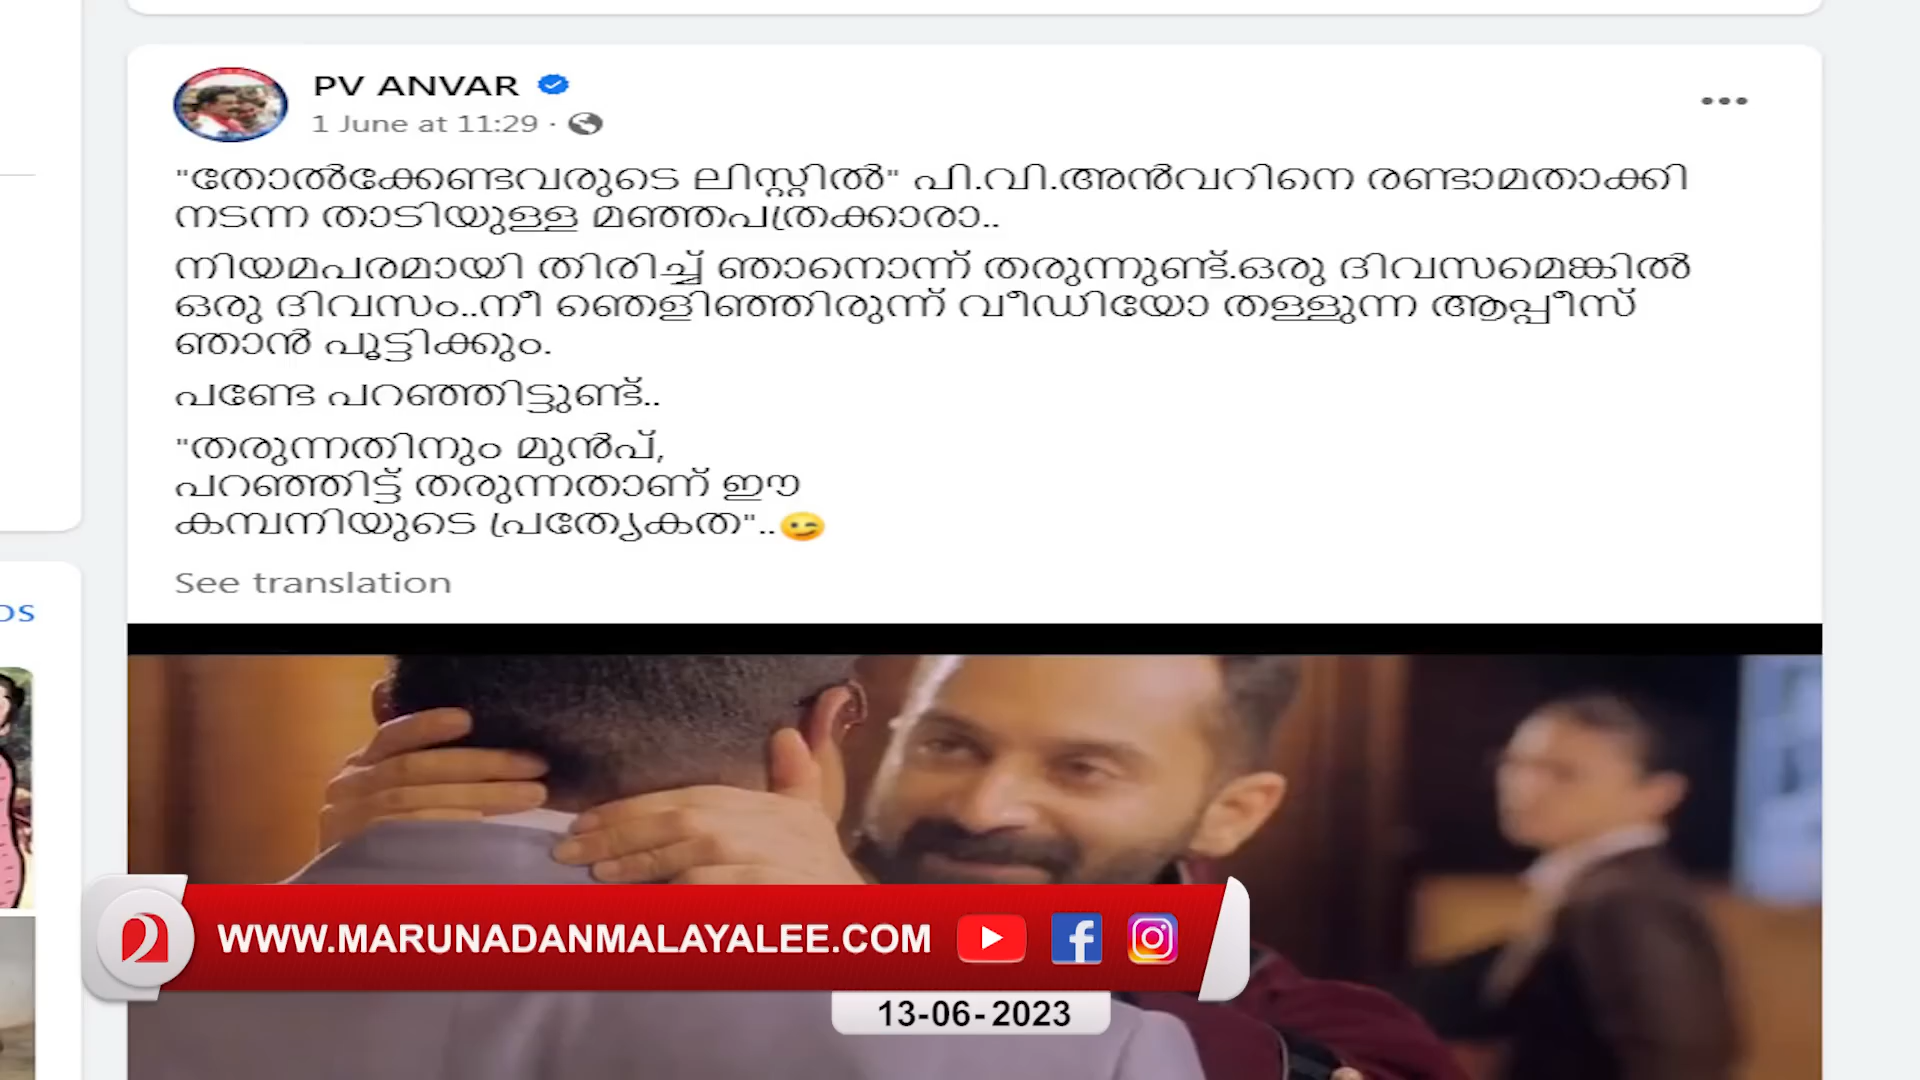 PV ANVAR
1 June at 11:29 ·
"തോൽക്കേണ്ടവരുടെ ലിസ്റ്റിൽ" പി.വി.അൻവറിനെ രണ്ടാമതാക്കി
നടന്ന താടിയുള്ള മഞ്ഞപത്രക്കാരാ..
നിയമപരമായി തിരിച്ച് ഞാനൊന്ന് തരുന്നുണ്ട്.ഒരു ദിവസമെങ്കിൽ
ഒരു ദിവസം..നീ ഞെളിഞ്ഞിരുന്ന് വീഡിയോ തള്ളുന്ന ആപ്പീസ്
ഞാൻ പൂട്ടിക്കും.
പണ്ടേ പറഞ്ഞിട്ടുണ്ട്..
"തരുന്നതിനും മുൻപ്,
പറഞ്ഞിട്ട് തരുന്നതാണ് ഈ
കമ്പനിയുടെ പ്രത്യേകത"..😉
See translation
WWW.MARUNADANMALAYALEE.COM
13-06-2023